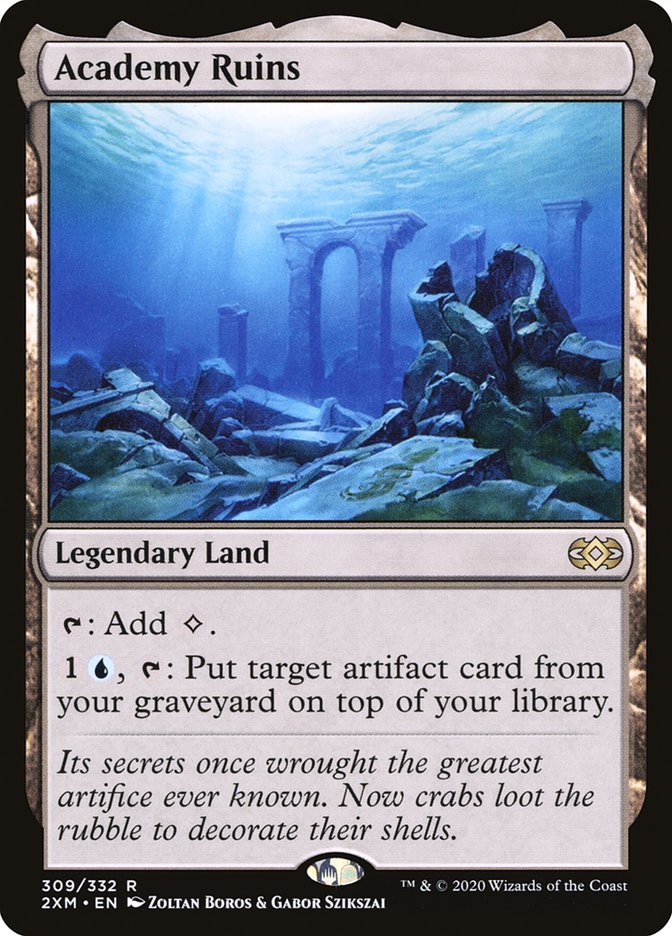 Academy Ruins
Legendary Land
: Add .
1 , : Put target artifact card from
your graveyard on top of your library.
Its secrets once wrought the greatest
artifice ever known. Now crabs loot the
rubble to decorate their shells.
309/332 R
™ & © 2020 Wizards of the Coast
2XM • EN Zoltan Boros & Gabor Szikszai